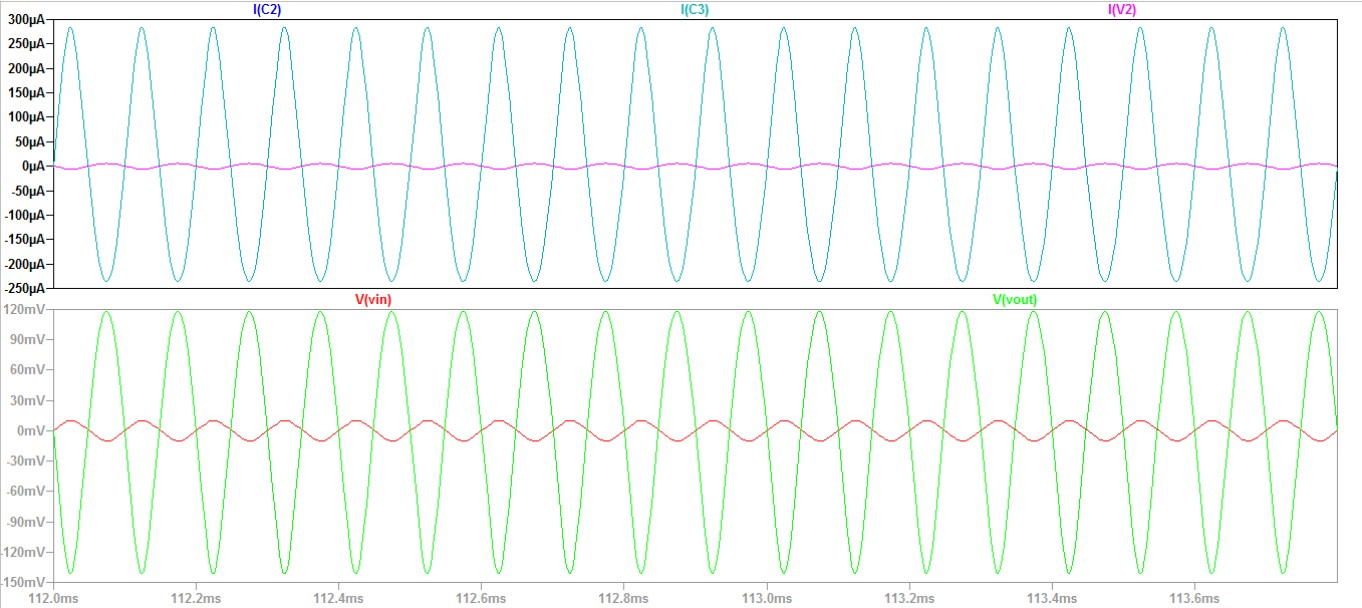 I(C2) I(C3) I(V2)
300µA
250µA
200µA
150µA
100µA
50µA
0µA
-50µA
-100µA
-150µA
-200µA
-250µA
V(vin) V(vout)
120mV
90mV
60mV
30mV
0mV
-30mV
-60mV
-90mV
-120mV
-150mV
112.0ms 112.2ms 112.4ms 112.6ms 112.8ms 113.0ms 113.2ms 113.4ms 113.6ms